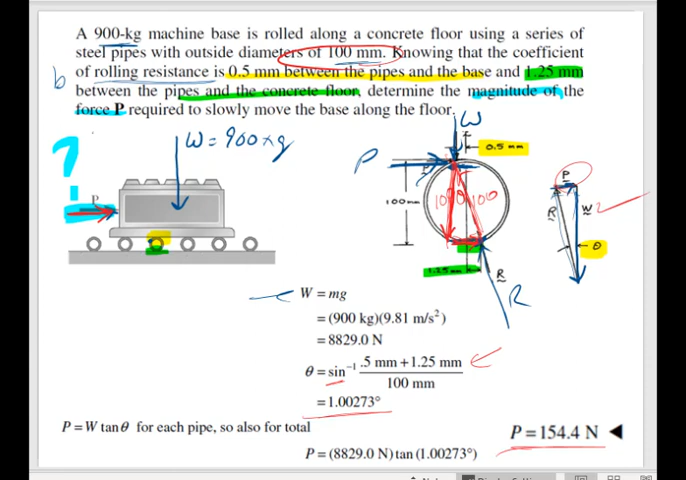 A 900-kg machine base is rolled along a concrete floor using a series of
steel pipes with outside diameters of 100 mm. Knowing that the coefficient
b of rolling resistance is 0.5 mm between the pipes and the base and 1.25 mm
between the pipes and the concrete floor, determine the magnitude of the
force P required to slowly move the base along the floor.
?
W = 900 kg
P
W
P
0.5 mm
100 mm
100
100
1.25 mm
R
R
P
R
W
θ
W = mg
= (900 kg)(9.81 m/s²)
= 8829.0 N
θ = sin⁻¹ .5 mm + 1.25 mm
100 mm
= 1.00273°
P = W tan θ for each pipe, so also for total
P = 154.4 N ◄
P = (8829.0 N) tan (1.00273°)